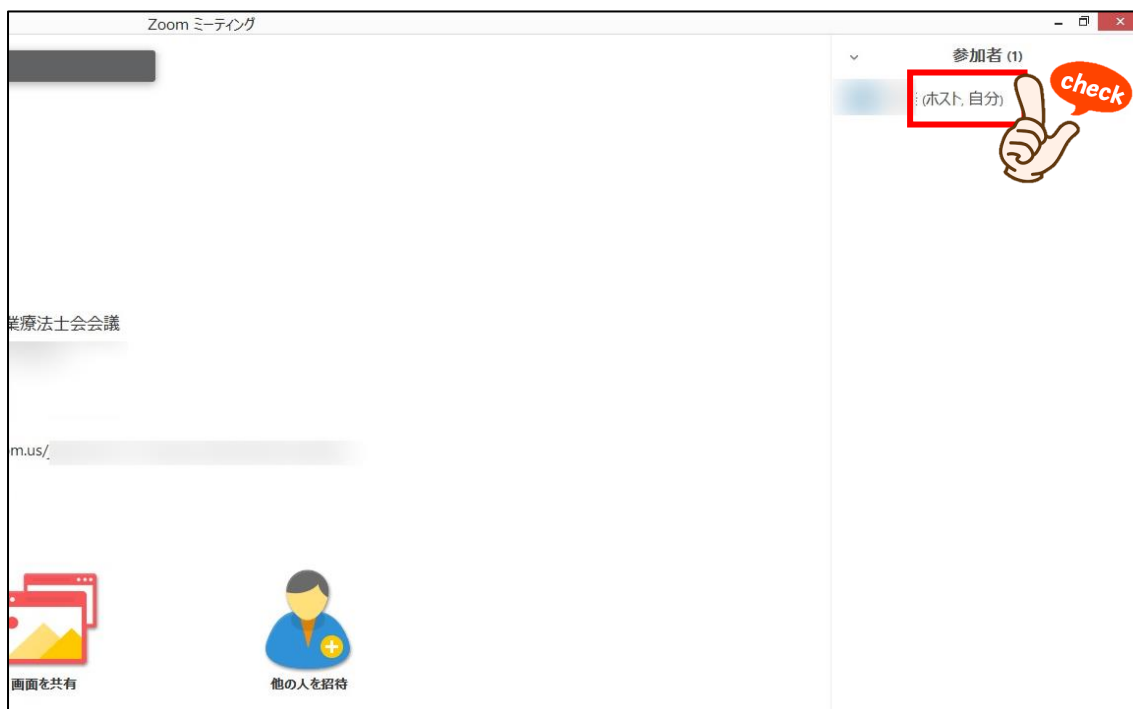 Zoom ミーティング
参加者 (1)
(ホスト, 自分)
check
業療法士会会議
m.us/
画面を共有
他の人を招待